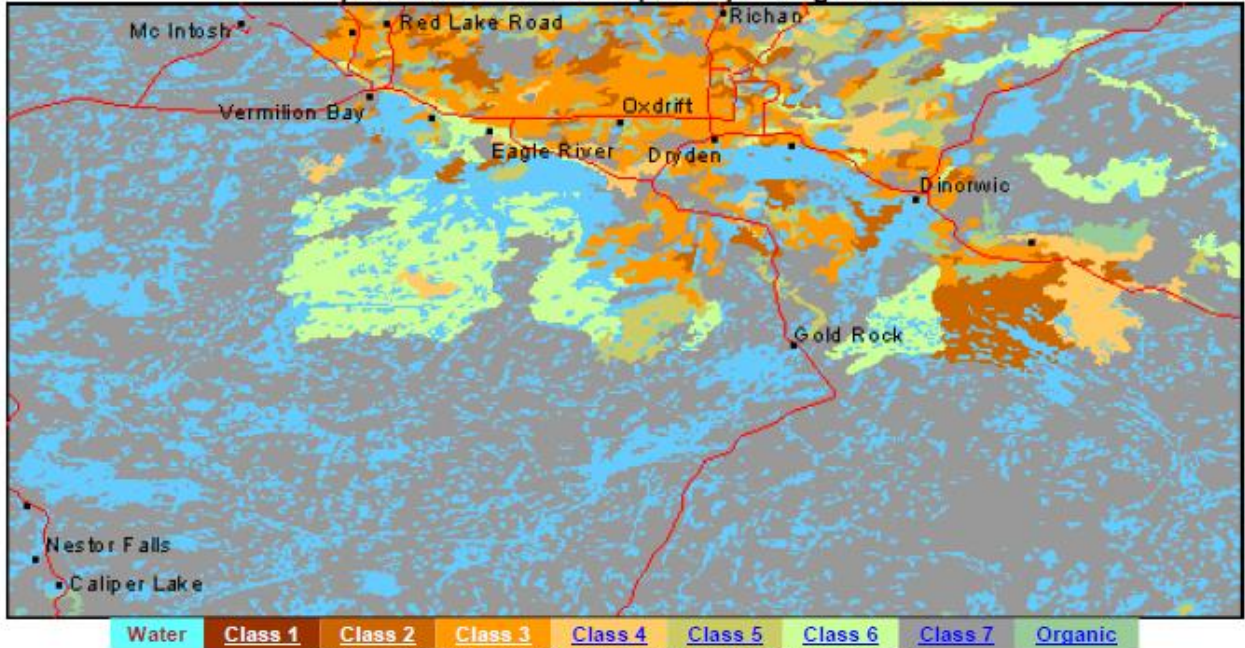 Richan
Mc Intosh
Red Lake Road
Vermilion Bay
Oxdrift
Eagle River
Dryden
Dinorwic
Gold Rock
Nestor Falls
Caliper Lake
Water Class 1 Class 2 Class 3 Class 4 Class 5 Class 6 Class 7 Organic